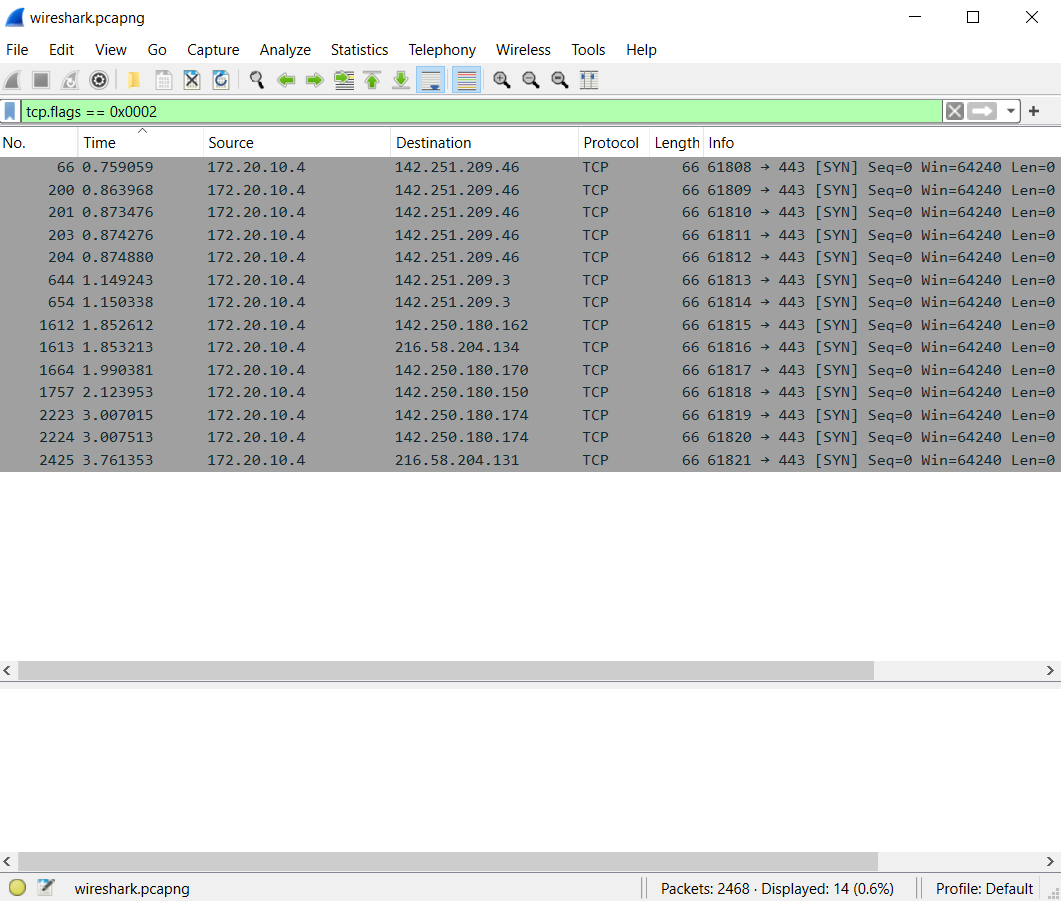 wireshark.pcapng
File Edit View Go Capture Analyze Statistics Telephony Wireless Tools Help
tcp.flags == 0x0002
No. Time Source Destination Protocol Length Info
66 0.759059 172.20.10.4 142.251.209.46 TCP 66 61808 → 443 [SYN] Seq=0 Win=64240 Len=0
200 0.863968 172.20.10.4 142.251.209.46 TCP 66 61809 → 443 [SYN] Seq=0 Win=64240 Len=0
201 0.873476 172.20.10.4 142.251.209.46 TCP 66 61810 → 443 [SYN] Seq=0 Win=64240 Len=0
203 0.874276 172.20.10.4 142.251.209.46 TCP 66 61811 → 443 [SYN] Seq=0 Win=64240 Len=0
204 0.874880 172.20.10.4 142.251.209.46 TCP 66 61812 → 443 [SYN] Seq=0 Win=64240 Len=0
644 1.149243 172.20.10.4 142.251.209.3 TCP 66 61813 → 443 [SYN] Seq=0 Win=64240 Len=0
654 1.150338 172.20.10.4 142.251.209.3 TCP 66 61814 → 443 [SYN] Seq=0 Win=64240 Len=0
1612 1.852612 172.20.10.4 142.250.180.162 TCP 66 61815 → 443 [SYN] Seq=0 Win=64240 Len=0
1613 1.853213 172.20.10.4 216.58.204.134 TCP 66 61816 → 443 [SYN] Seq=0 Win=64240 Len=0
1664 1.990381 172.20.10.4 142.250.180.170 TCP 66 61817 → 443 [SYN] Seq=0 Win=64240 Len=0
1757 2.123953 172.20.10.4 142.250.180.150 TCP 66 61818 → 443 [SYN] Seq=0 Win=64240 Len=0
2223 3.007015 172.20.10.4 142.250.180.174 TCP 66 61819 → 443 [SYN] Seq=0 Win=64240 Len=0
2224 3.007513 172.20.10.4 142.250.180.174 TCP 66 61820 → 443 [SYN] Seq=0 Win=64240 Len=0
2425 3.761353 172.20.10.4 216.58.204.131 TCP 66 61821 → 443 [SYN] Seq=0 Win=64240 Len=0
wireshark.pcapng Packets: 2468 · Displayed: 14 (0.6%) Profile: Default